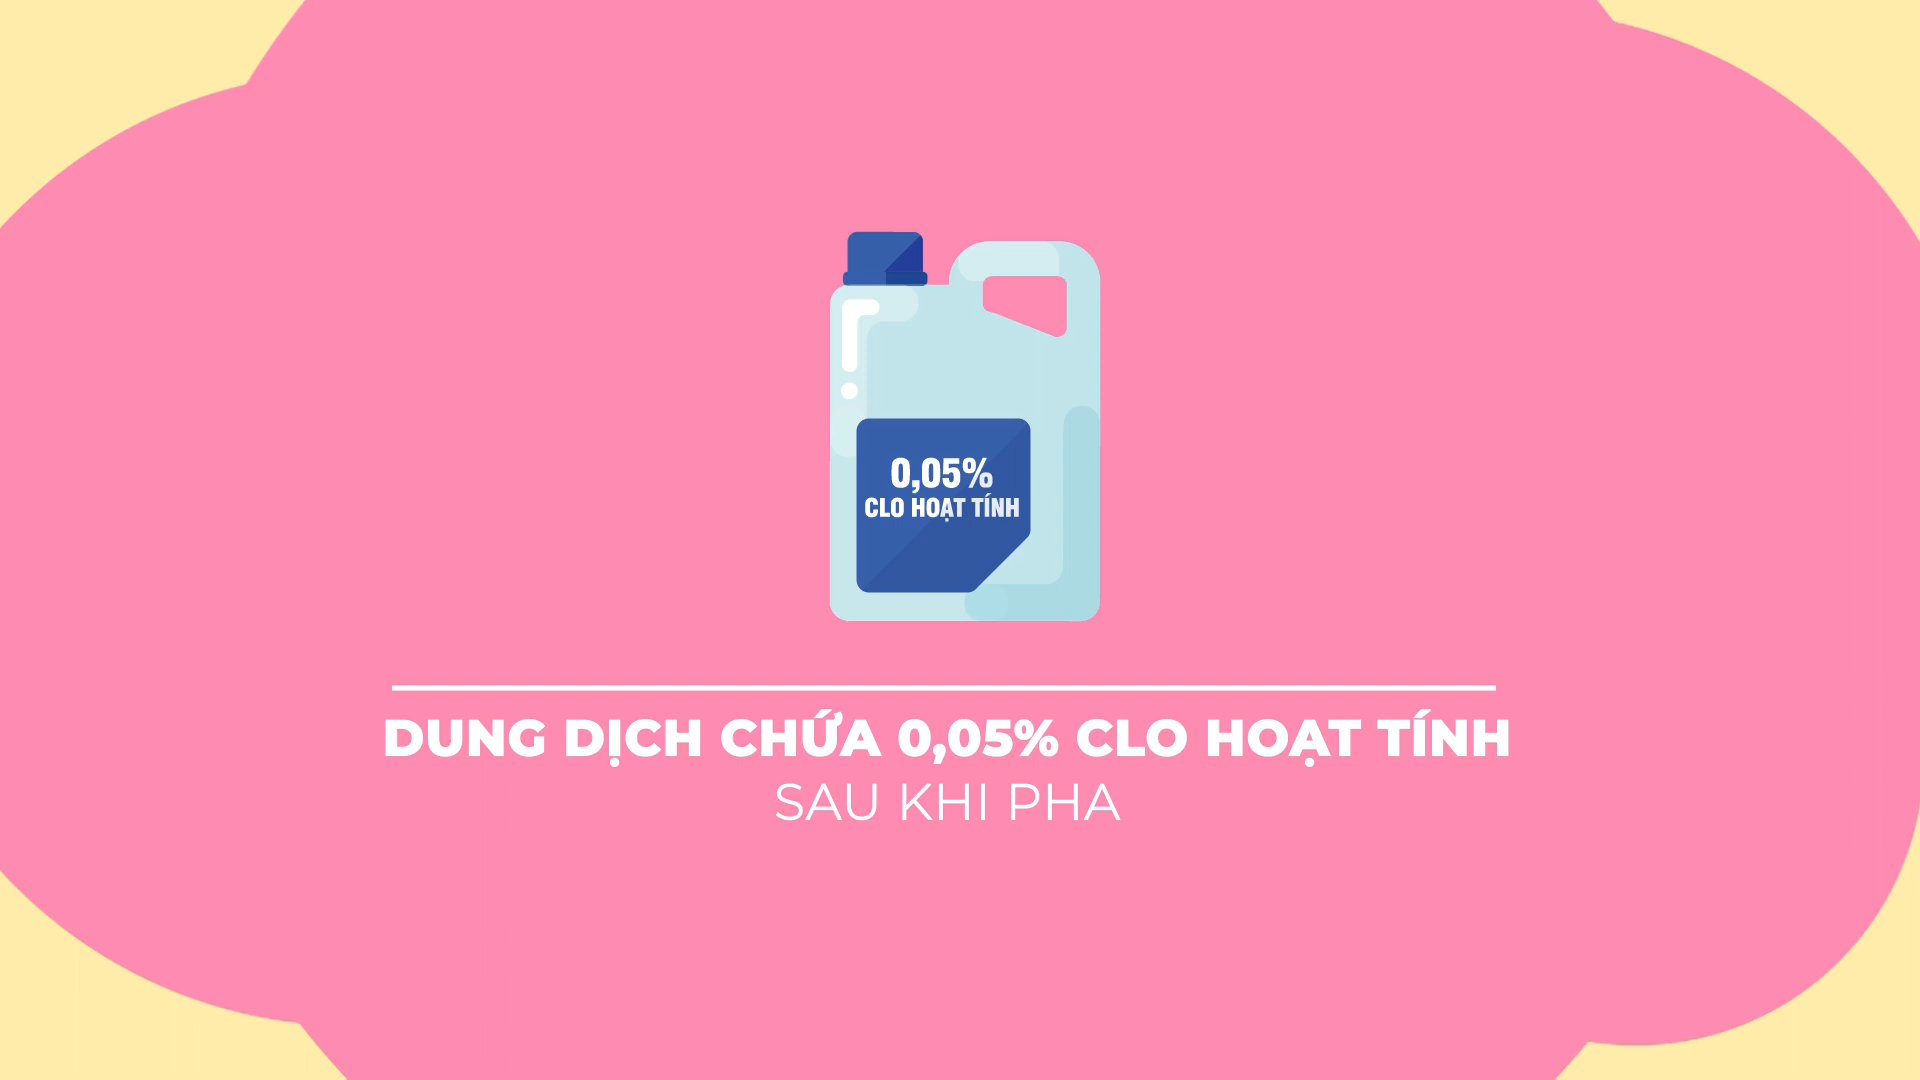 0,05%
CLO HOẠT TÍNH
DUNG DỊCH CHỨA 0,05% CLO HOẠT TÍNH
SAU KHI PHA